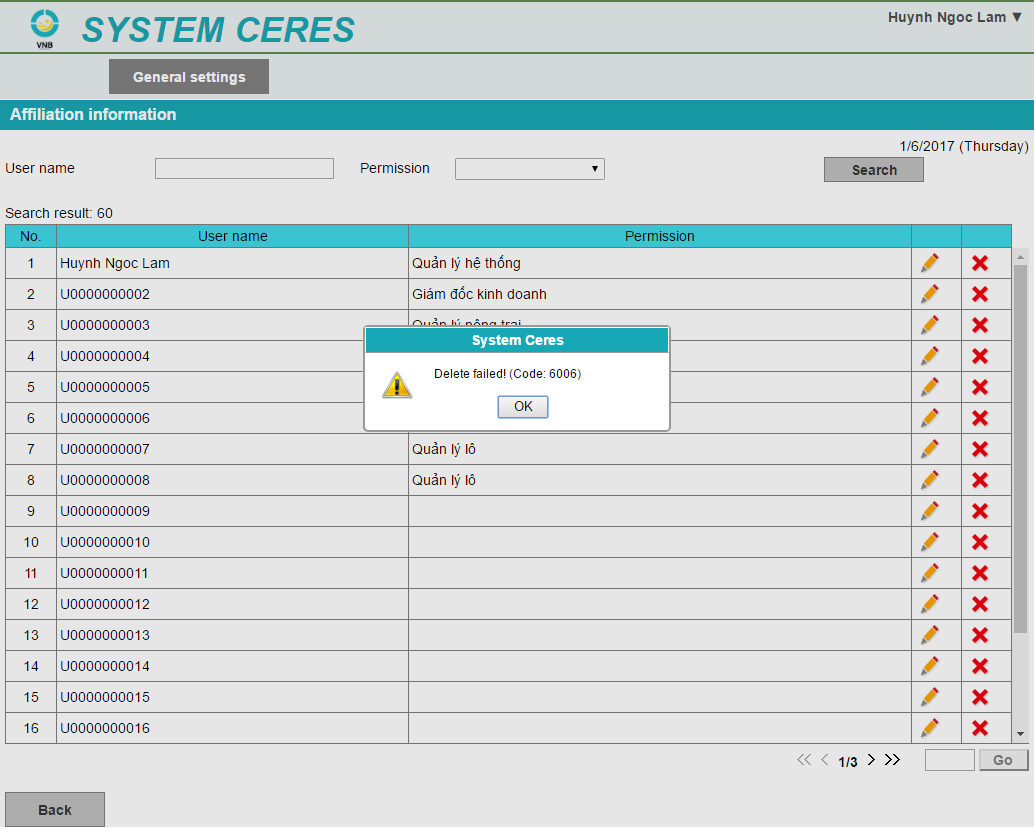 VNB
SYSTEM CERES
Huynh Ngoc Lam ▼
General settings
Affiliation information
1/6/2017 (Thursday)
User name
Permission
Search
Search result: 60
No. User name Permission
1 Huynh Ngoc Lam Quản lý hệ thống
2 U0000000002 Giám đốc kinh doanh
3 U0000000003 Quản lý nông trại
4 U0000000004
5 U0000000005
6 U0000000006
System Ceres
Delete failed! (Code: 6006)
OK
7 U0000000007 Quản lý lô
8 U0000000008 Quản lý lô
9 U0000000009
10 U0000000010
11 U0000000011
12 U0000000012
13 U0000000013
14 U0000000014
15 U0000000015
16 U0000000016
1/3
Go
Back